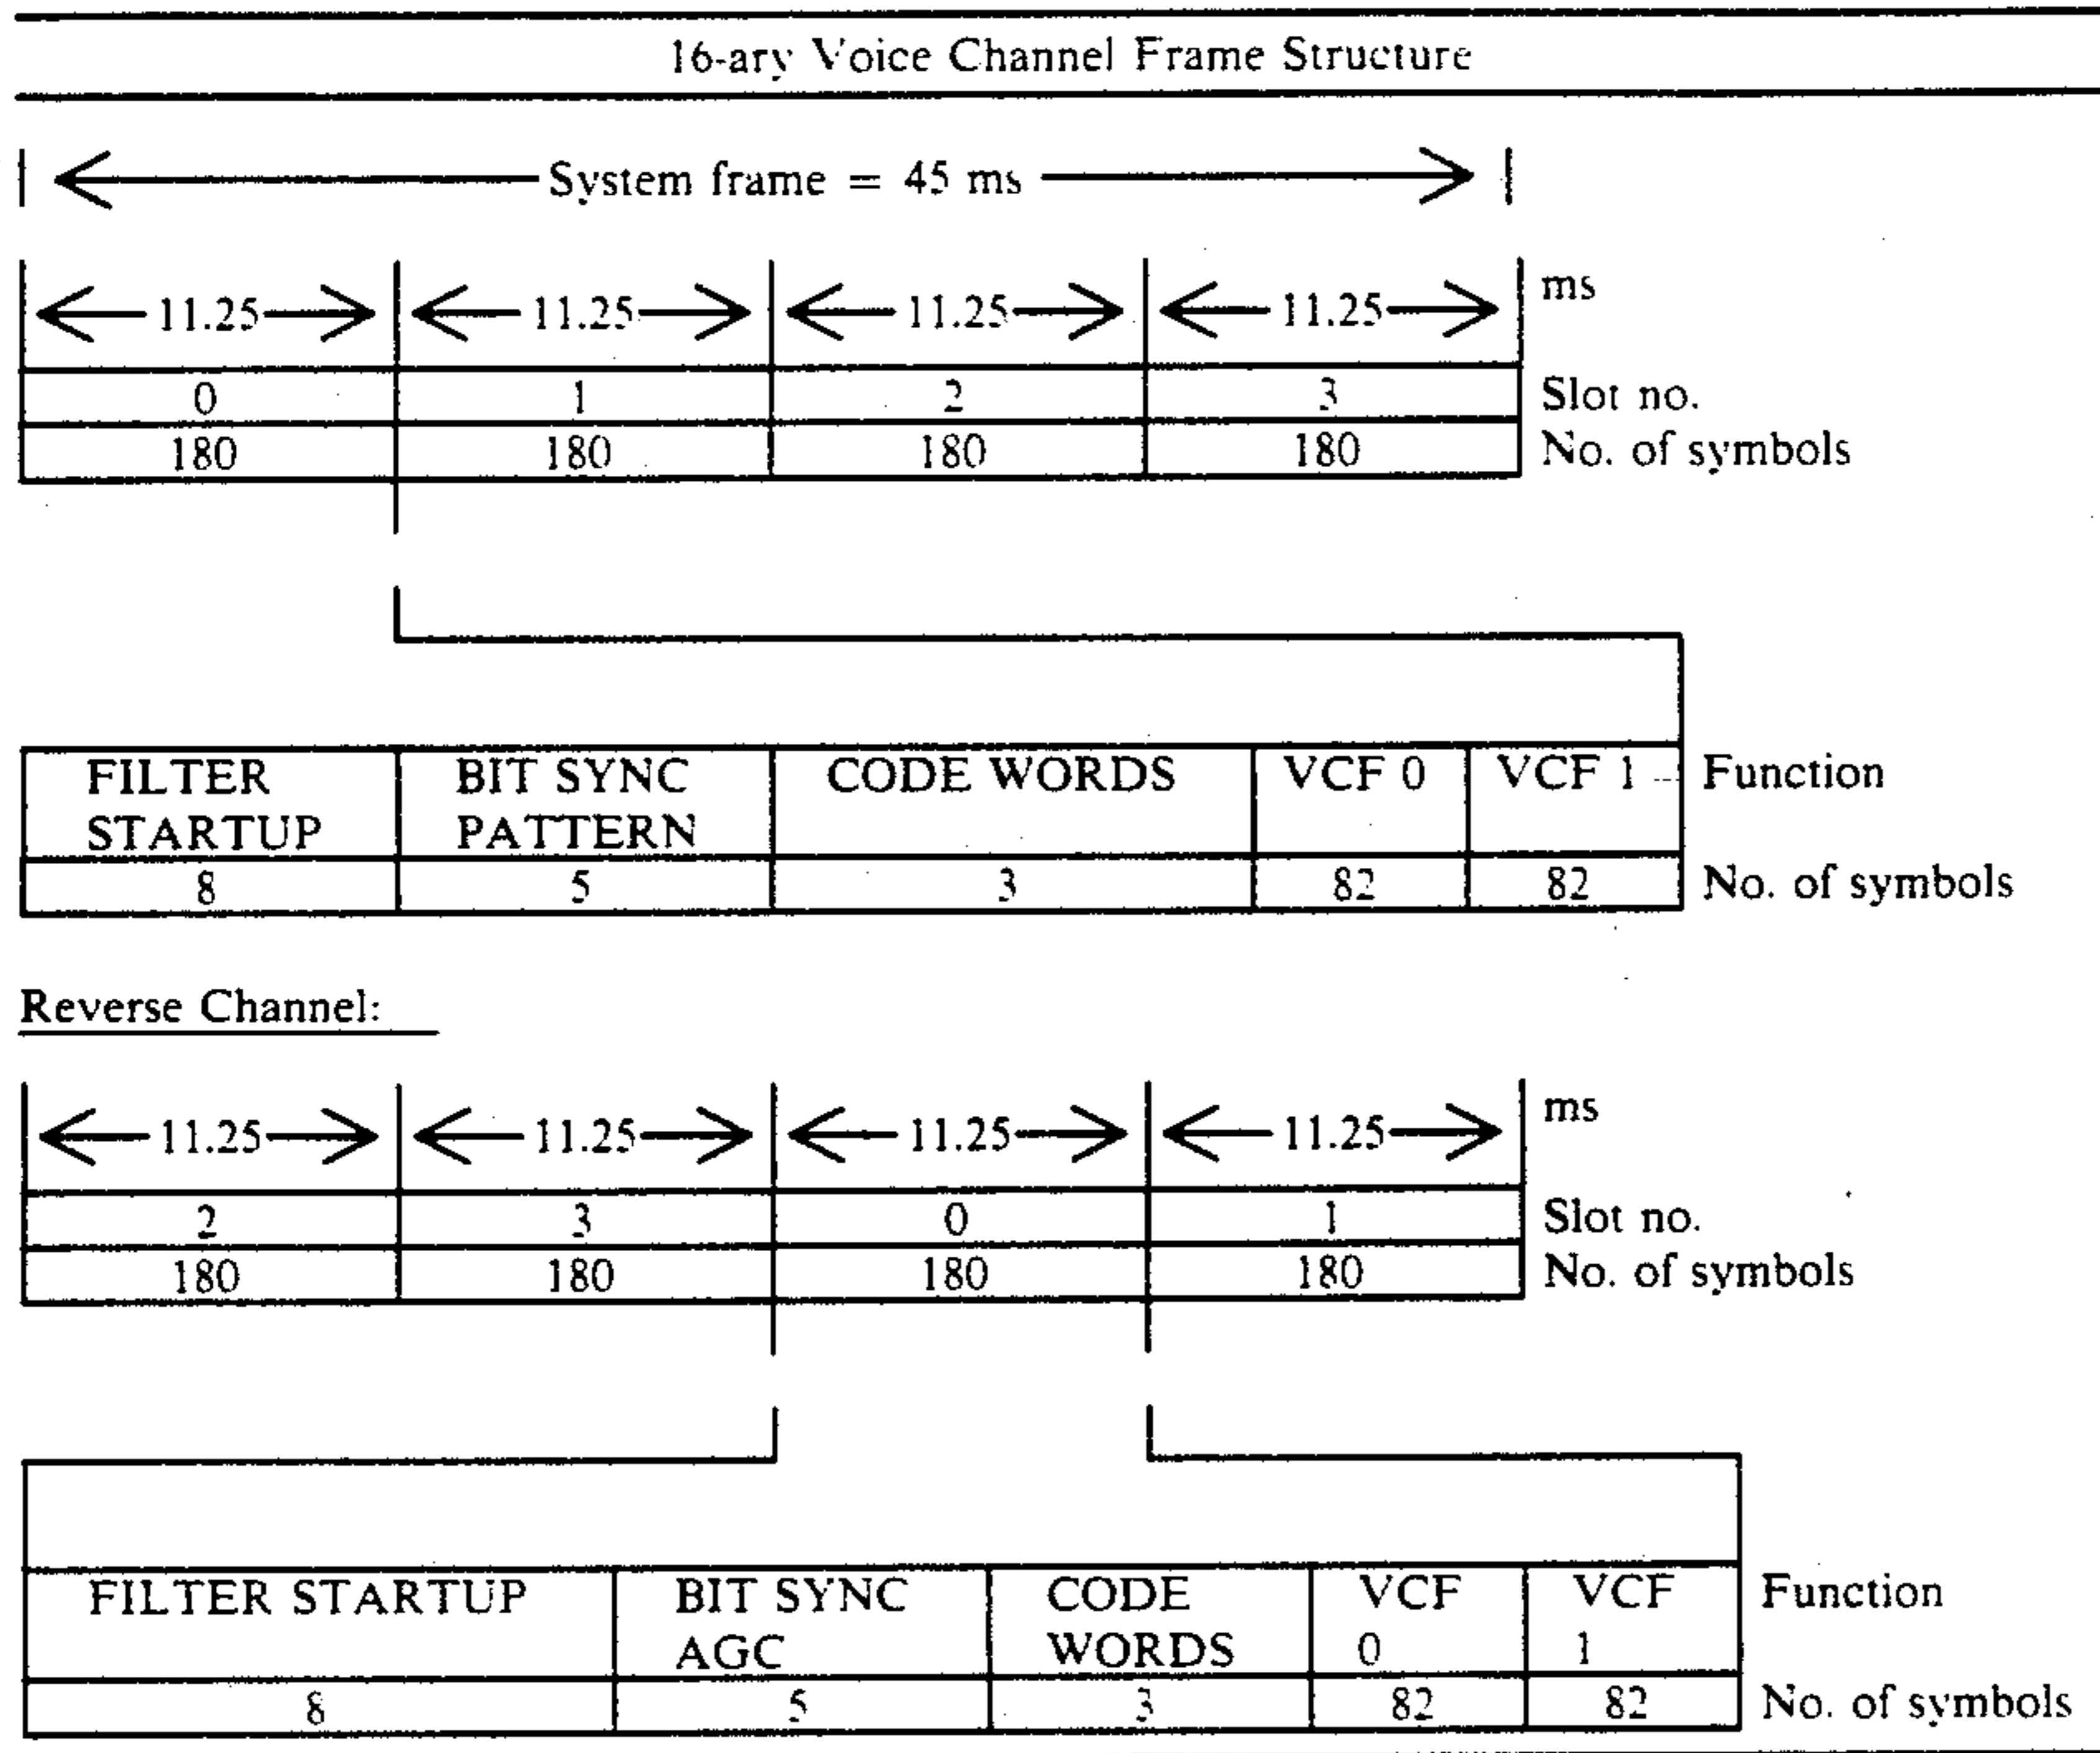 16-ary Voice Channel Frame Structure
System frame = 45 ms
11.25 11.25 11.25 11.25 ms
0 1 2 3 Slot no.
180 180 180 180 No. of symbols
FILTER STARTUP BIT SYNC PATTERN CODE WORDS VCF 0 VCF 1 Function
8 5 3 82 82 No. of symbols
Reverse Channel:
11.25 11.25 11.25 11.25 ms
2 3 0 1 Slot no.
180 180 180 180 No. of symbols
FILTER STARTUP BIT SYNC AGC CODE WORDS VCF 0 VCF 1 Function
8 5 3 82 82 No. of symbols